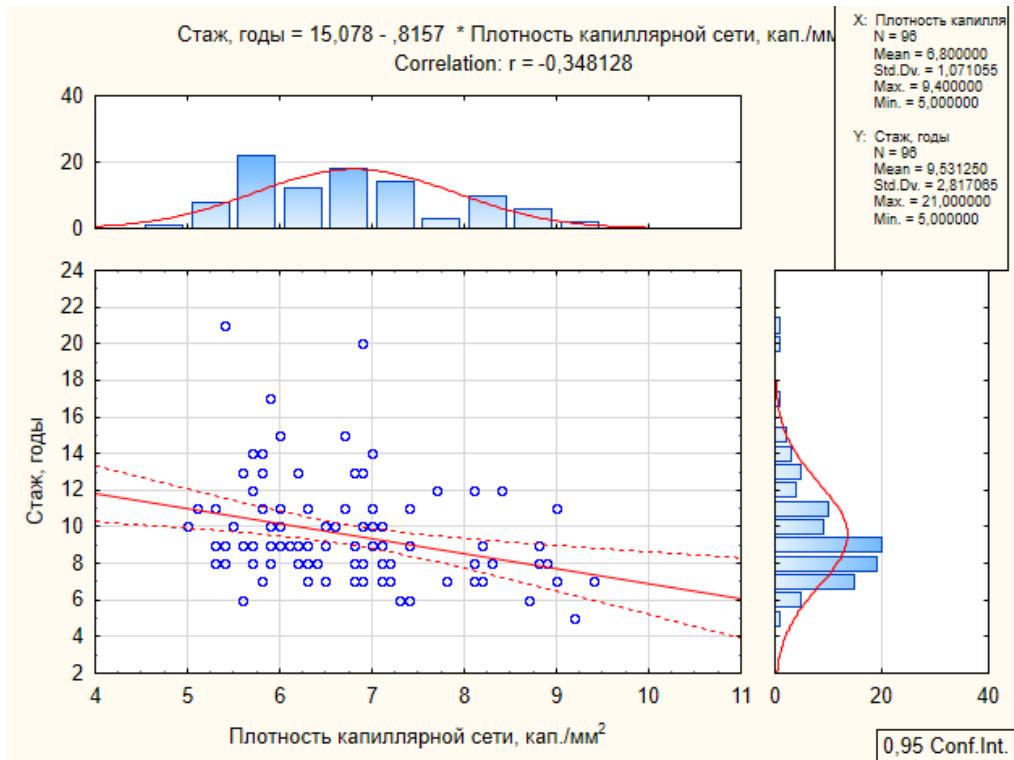 Стаж, годы = 15,078 - ,8157 * Плотность капиллярной сети, кап./мм
Correlation: r = -0,348128
X: Плотность капилля
N = 96
Mean = 6,800000
Std.Dv. = 1,071055
Max. = 9,400000
Min. = 5,000000
Y: Стаж, годы
N = 96
Mean = 9,531250
Std.Dv. = 2,817065
Max. = 21,000000
Min. = 5,000000
40
20
0
24
22
20
18
16
14
12
10
8
6
4
2
Стаж, годы
4 5 6 7 8 9 10 11
0 20 40
Плотность капиллярной сети, кап./мм²
0,95 Conf.Int.